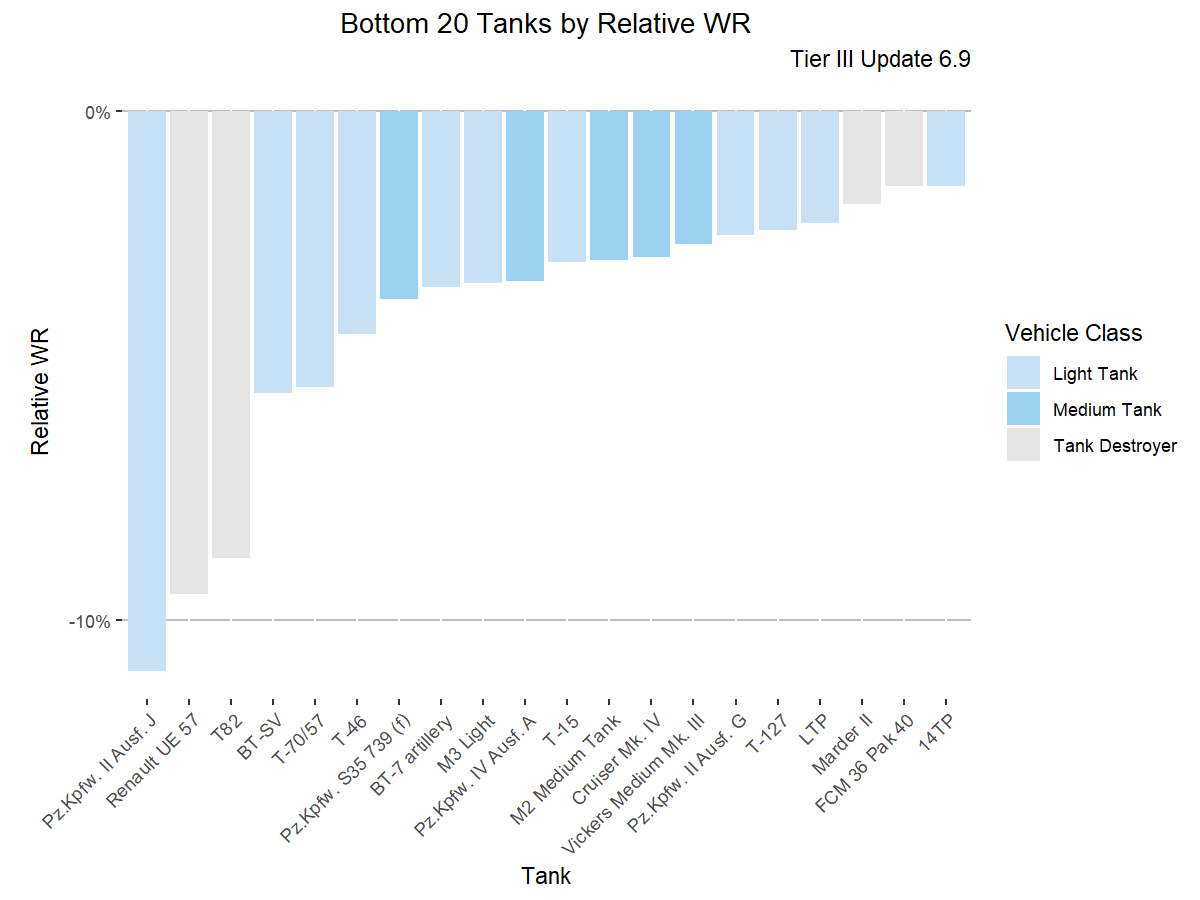 Bottom 20 Tanks by Relative WR
Tier III Update 6.9
0%
-10%
Relative WR
Pz.Kpfw. II Ausf. J
Renault UE 57
T82
BT-SV
T-70/57
T-46
Pz.Kpfw. S35 739 (f)
BT-7 artillery
M3 Light
Pz.Kpfw. IV Ausf. A
T-15
M2 Medium Tank
Cruiser Mk. IV
Vickers Medium Mk. III
Pz.Kpfw. II Ausf. G
T-127
LTP
Marder II
FCM 36 Pak 40
14TP
Tank
Vehicle Class
Light Tank
Medium Tank
Tank Destroyer